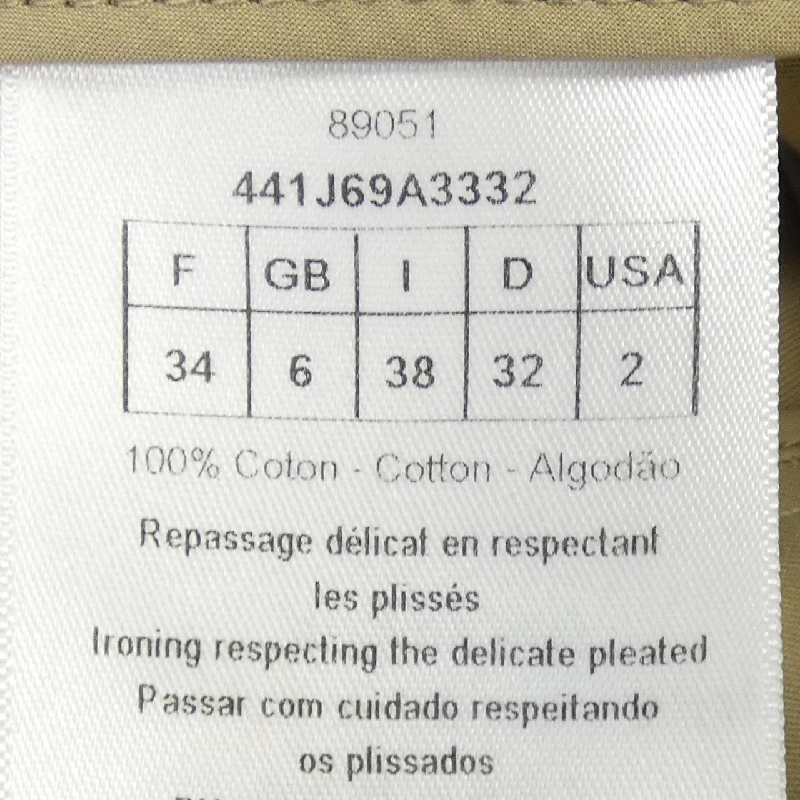 89051
441J69A3332
F GB I D USA
34 6 38 32 2
100% Coton - Cotton - Algodão
Repassage délicat en respectant
les plissés
Ironing respecting the delicate pleated
Passar com cuidado respeitando
os plissados